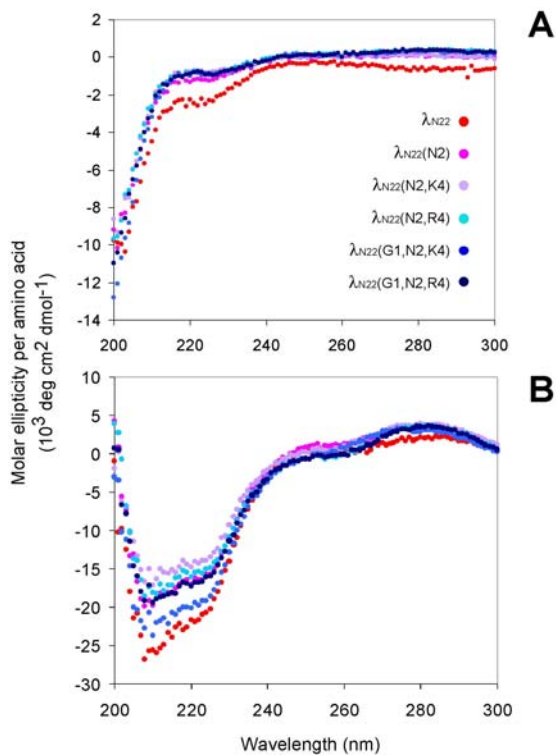 A
2
0
-2
-4
-6
-8
-10
-12
-14
200 220 240 260 280 300
λN22
λN22(N2)
λN22(N2,K4)
λN22(N2,R4)
λN22(G1,N2,K4)
λN22(G1,N2,R4)
Molar ellipticity per amino acid
(10³ deg cm² dmol⁻¹)
B
10
5
0
-5
-10
-15
-20
-25
-30
200 220 240 260 280 300
Wavelength (nm)